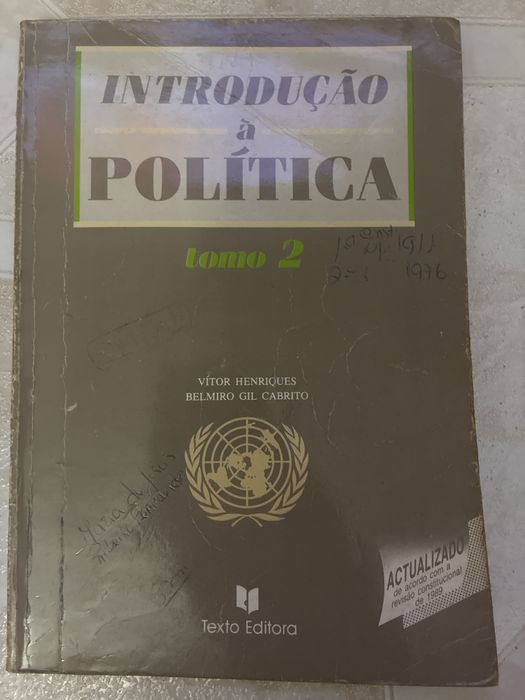 INTRODUÇÃO
à
POLÍTICA
tomo 2
1976
VÍTOR HENRIQUES
BELMIRO GIL CABRITO
ACTUALIZADO
de acordo com a
revisão constitucional
de 1989
Texto Editora